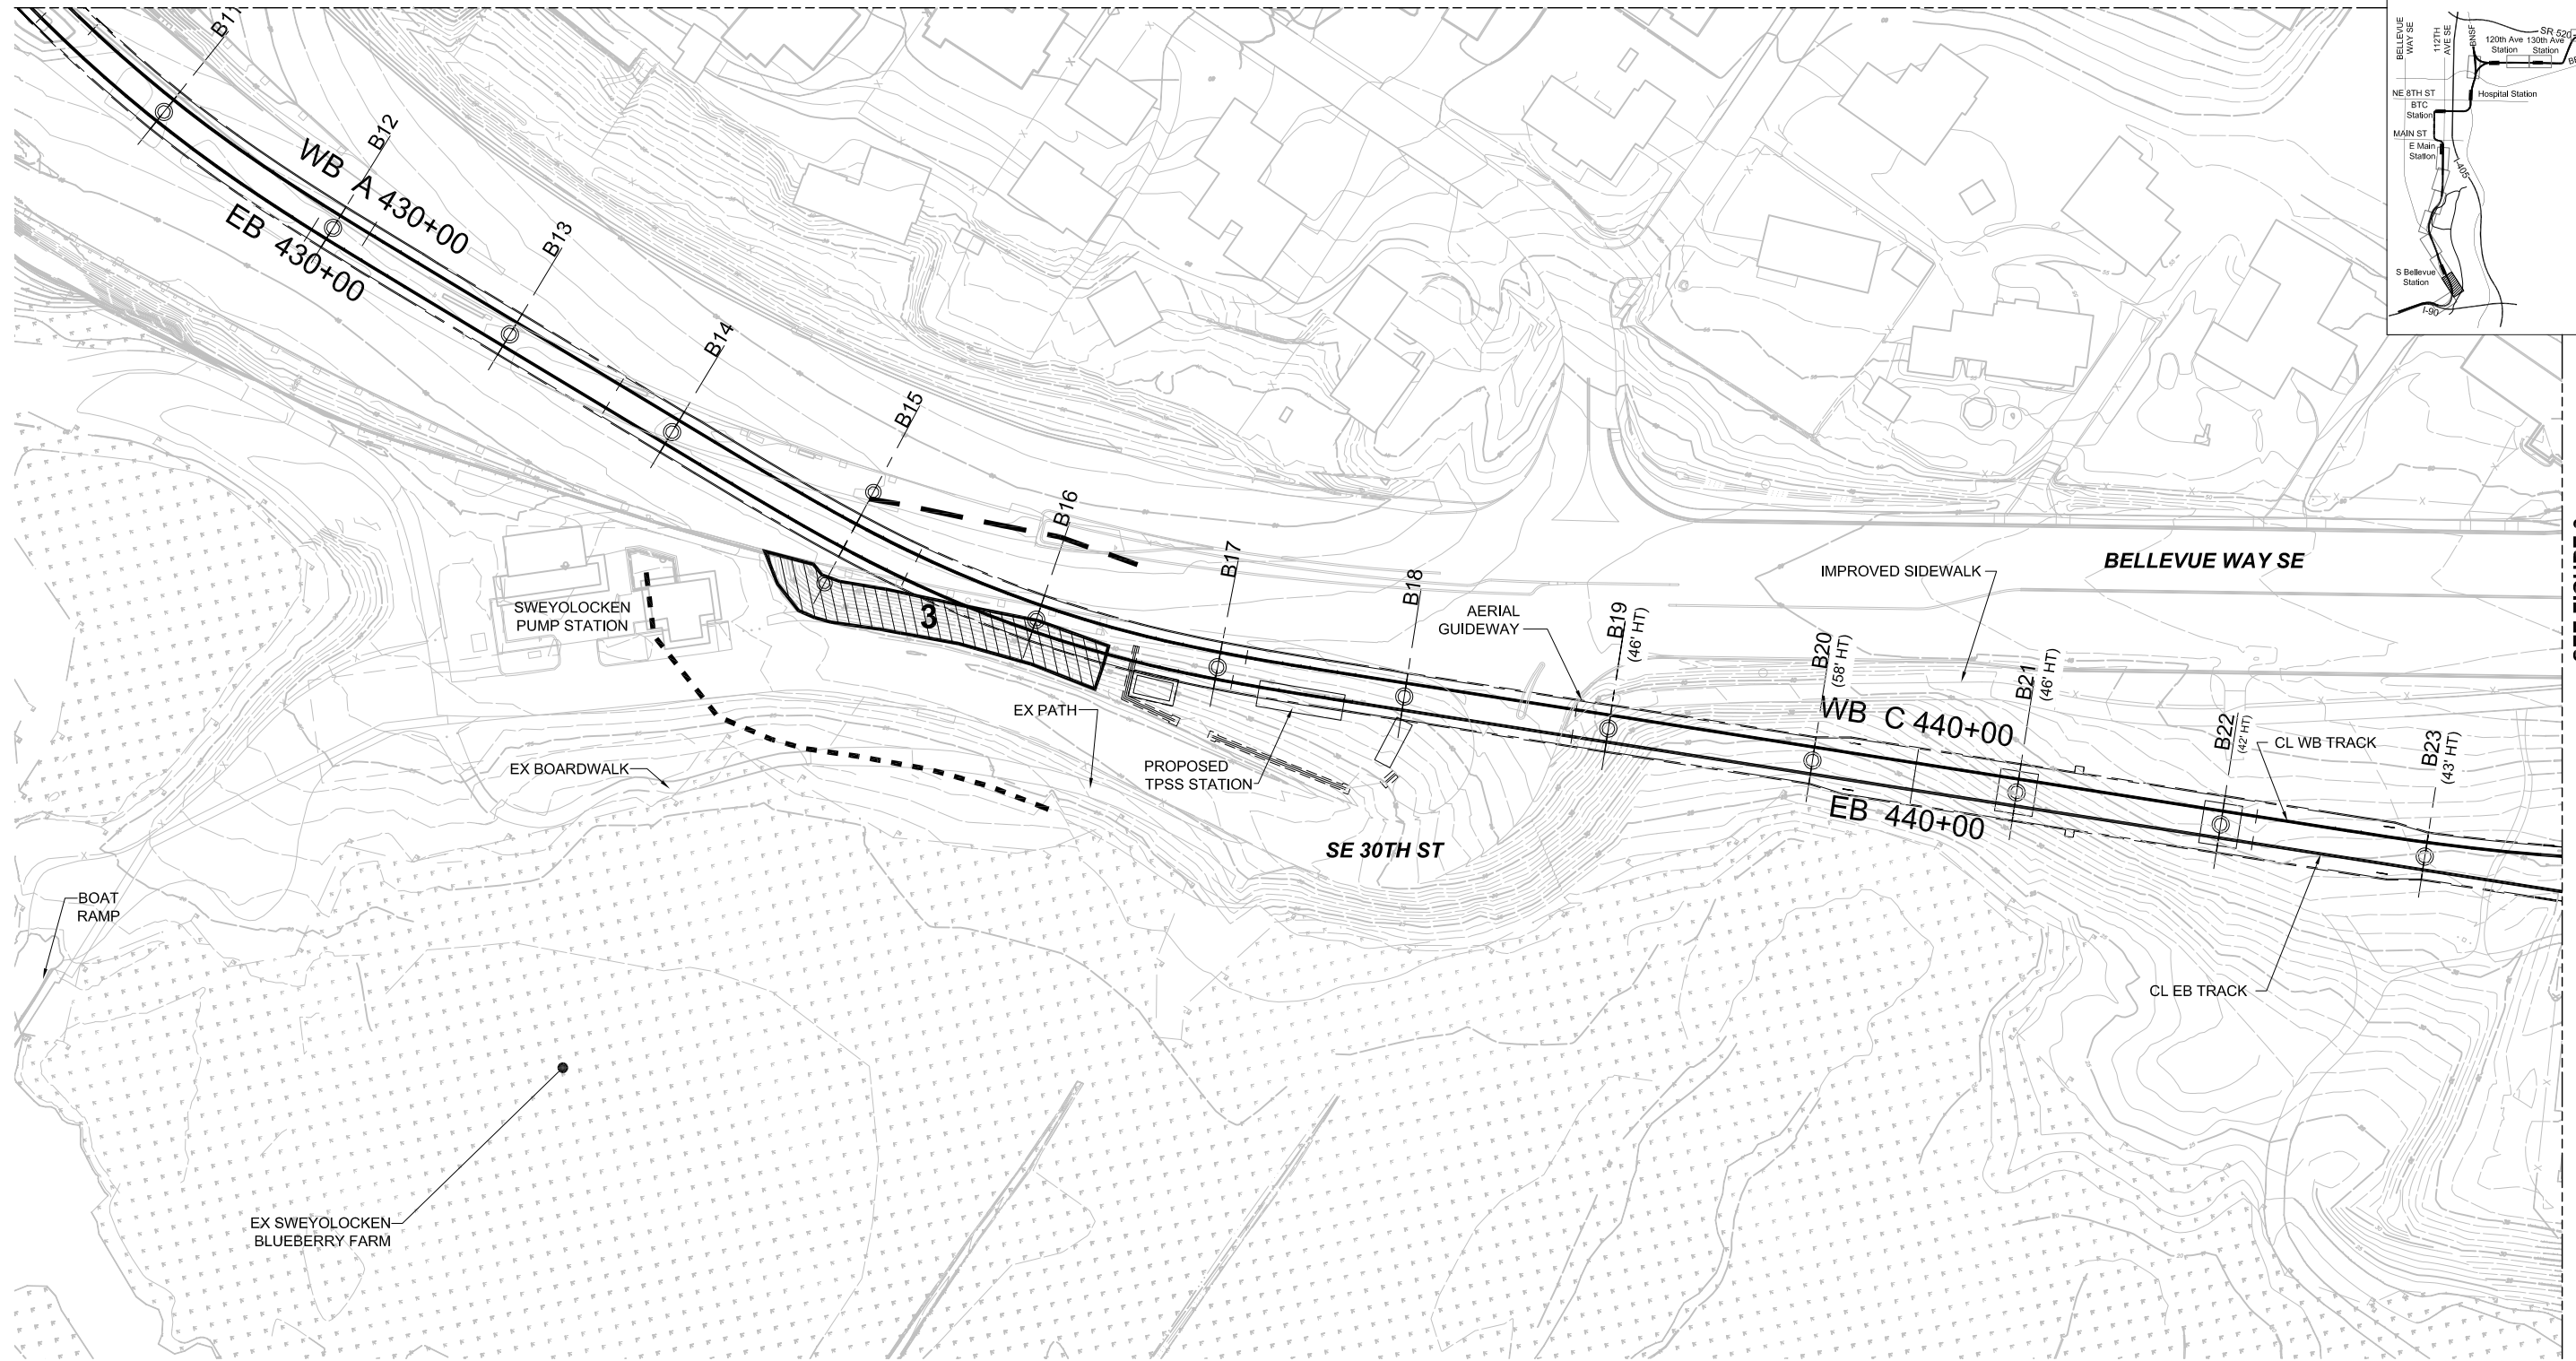 B12
B13
B14
B15
B16
B17
B18
B19
(46' HT)
B20
(58' HT)
B21
(46' HT)
B22
(42' HT)
B23
(43' HT)
WB A 430+00
EB 430+00
WB C 440+00
EB 440+00
3
SWEYOLOCKEN
PUMP STATION
EX BOARDWALK
EX PATH
PROPOSED
TPSS STATION
AERIAL
GUIDEWAY
IMPROVED SIDEWALK
BELLEVUE WAY SE
SE 30TH ST
CL WB TRACK
CL EB TRACK
BOAT
RAMP
EX SWEYOLOCKEN
BLUEBERRY FARM
BELLEVUE
WAY SE
112TH
AVE SE
BNSF
SR 520
120th Ave
Station
130th Ave
Station
NE 8TH ST
Hospital Station
BTC
Station
MAIN ST
E Main
Station
I-405
S Bellevue
Station
I-90